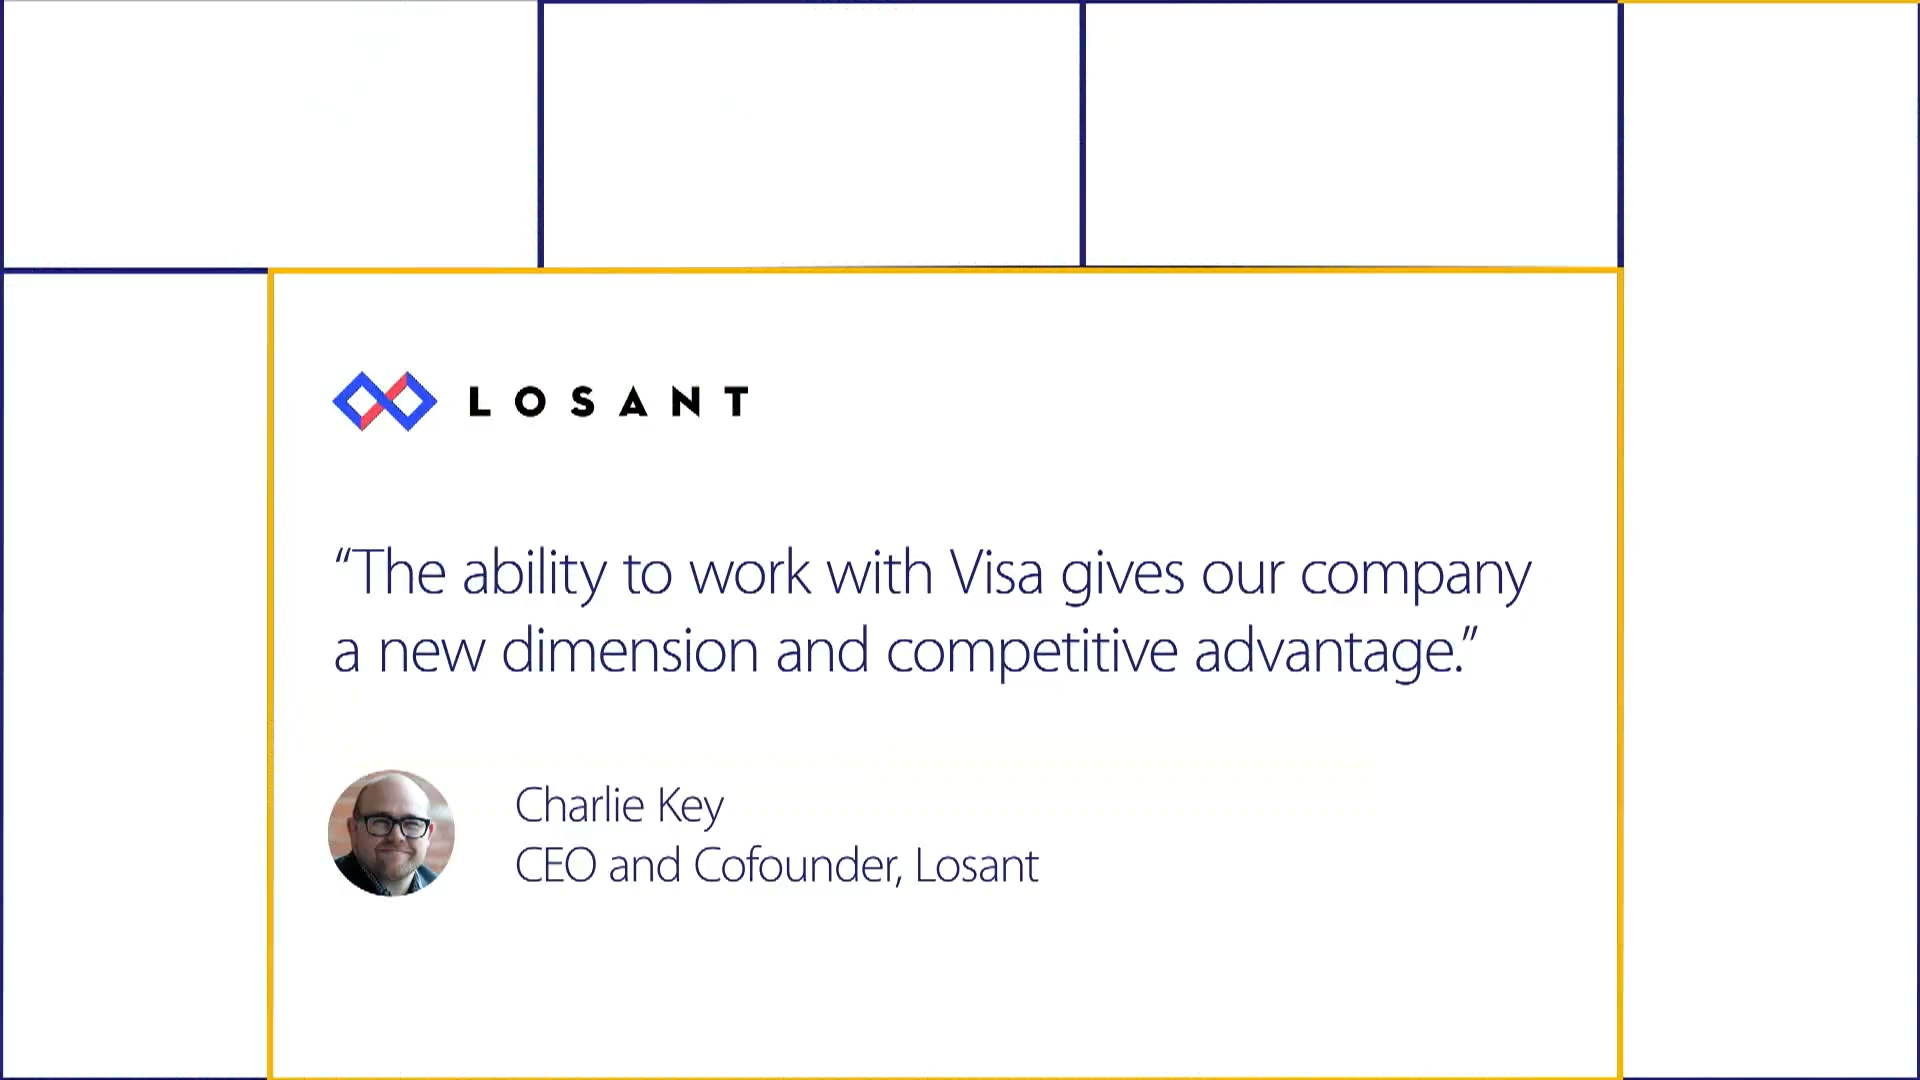 LOSANT
“The ability to work with Visa gives our company
a new dimension and competitive advantage.”
Charlie Key
CEO and Cofounder, Losant